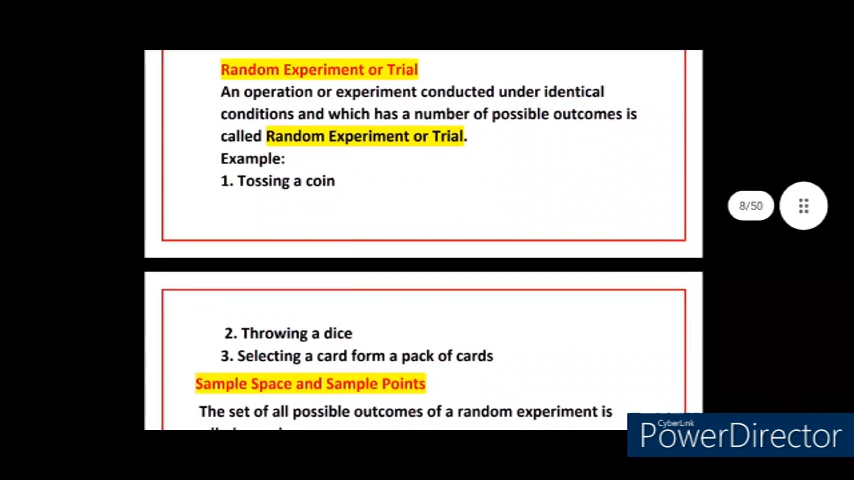 Random Experiment or Trial
An operation or experiment conducted under identical
conditions and which has a number of possible outcomes is
called Random Experiment or Trial.
Example:
1. Tossing a coin
8/50
2. Throwing a dice
3. Selecting a card form a pack of cards
Sample Space and Sample Points
The set of all possible outcomes of a random experiment is
CyberLink
PowerDirector